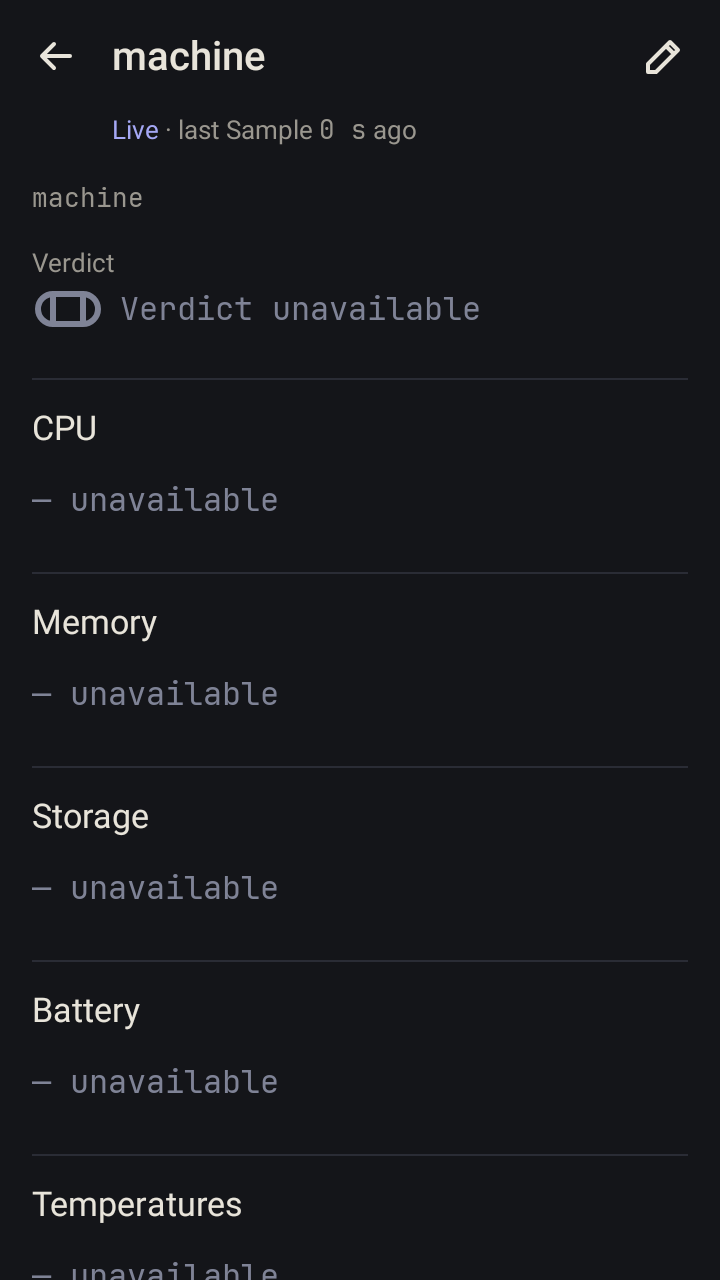 machine
Live · last Sample 0 s ago
machine
Verdict
Verdict unavailable
CPU
— unavailable
Memory
— unavailable
Storage
— unavailable
Battery
— unavailable
Temperatures
— unavailable